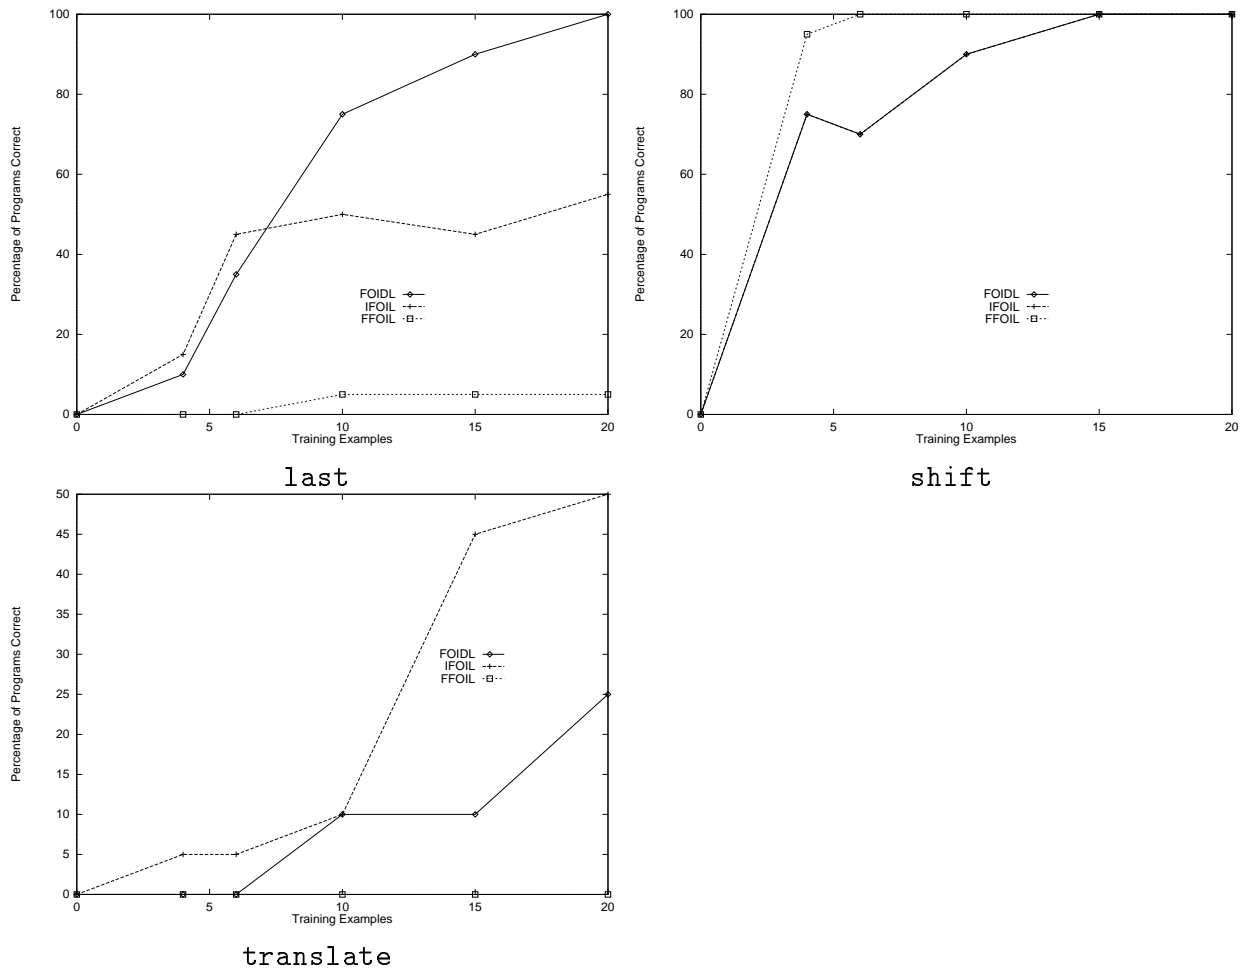 100
80
60
40
20
0
Percentage of Programs Correct
FOIDL
IFOIL
FFOIL
0 5 10 15 20
Training Examples
last
100
80
60
40
20
0
Percentage of Programs Correct
FOIDL
IFOIL
FFOIL
0 5 10 15 20
Training Examples
shift
50
45
40
35
30
25
20
15
10
5
0
Percentage of Programs Correct
FOIDL
IFOIL
FFOIL
0 5 10 15 20
Training Examples
translate